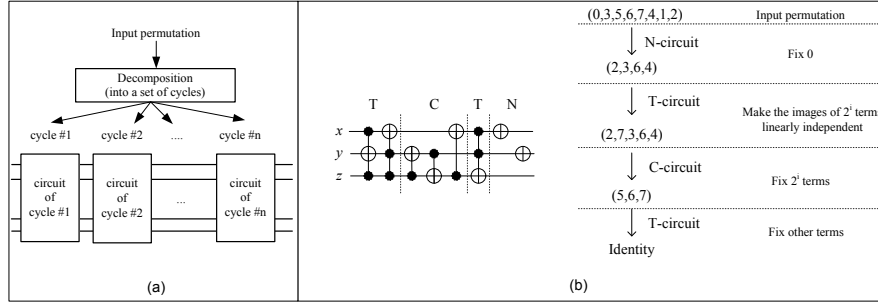 (a)
Input permutation
Decomposition
(into a set of cycles)
cycle #1 cycle #2 .... cycle #n
circuit of cycle #1
circuit of cycle #2
...
circuit of cycle #n
T C T N
x
y
z
(0,3,5,6,7,4,1,2) Input permutation
N-circuit Fix 0
(2,3,6,4)
T-circuit Make the images of 2^i terms
linearly independent
(2,7,3,6,4)
C-circuit Fix 2^i terms
(5,6,7)
T-circuit Fix other terms
Identity
(b)